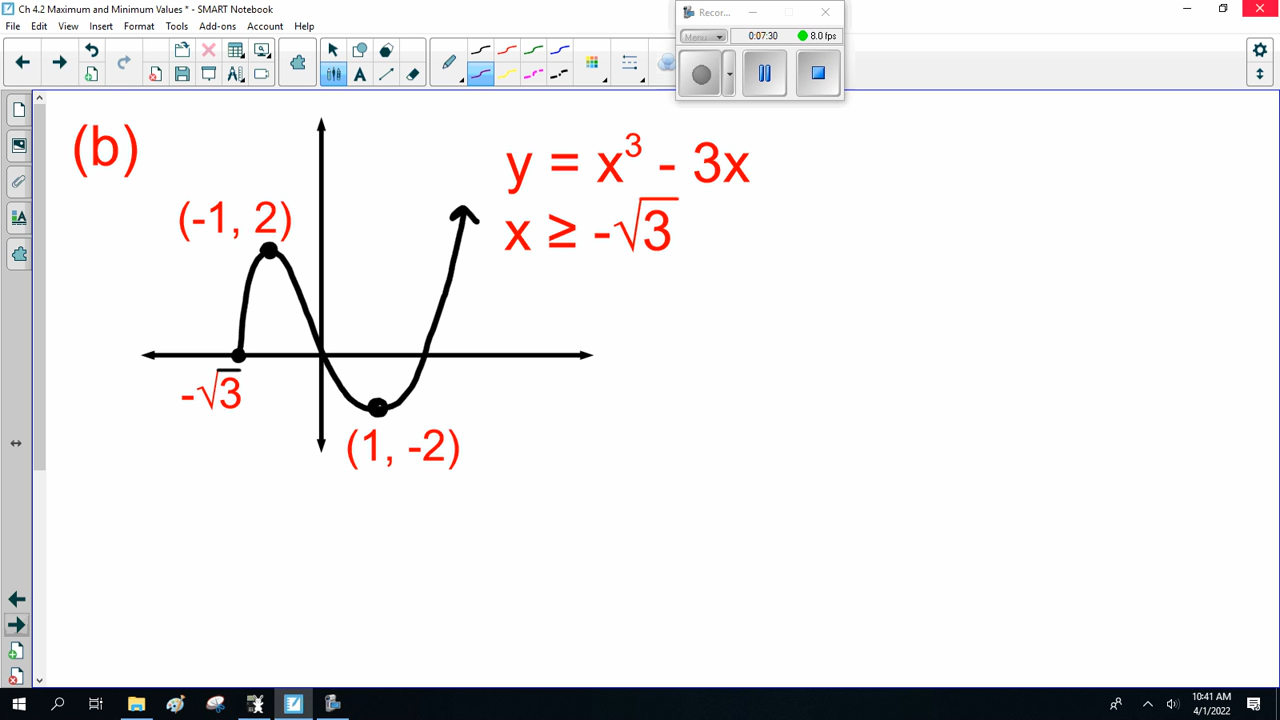 Ch 4.2 Maximum and Minimum Values * - SMART Notebook
File Edit View Insert Format Tools Add-ons Account Help
Recor...
Menu
0:07:30
8.0 fps
(b)
y = x³ - 3x
x ≥ -√3
(-1, 2)
-√3
(1, -2)
10:41 AM
4/1/2022